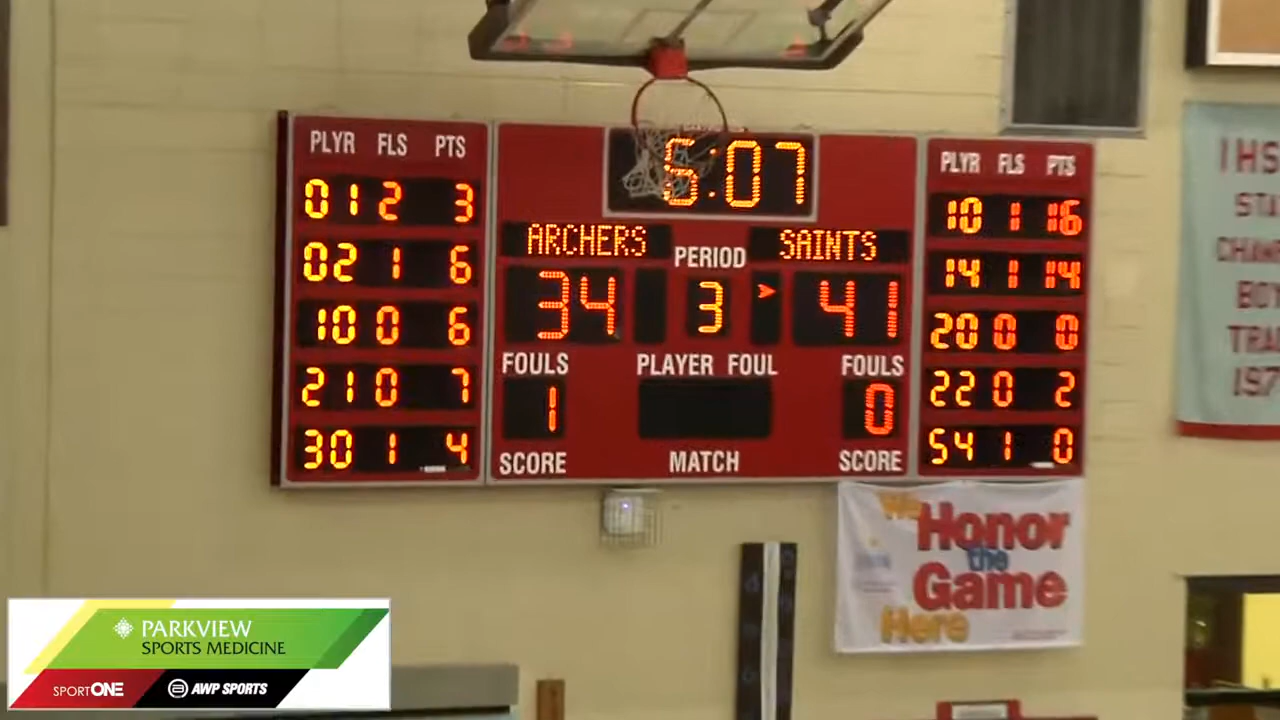 PLYR FLS PTS
01 2 3
02 1 6
10 0 6
21 0 7
30 1 4
5:07
ARCHERS
SAINTS
PERIOD
34
3
41
FOULS
PLAYER FOUL
FOULS
1
0
SCORE
MATCH
SCORE
PLYR FLS PTS
10 1 16
14 1 14
20 0 0
22 0 2
54 1 0
We
Honor
the
Game
Here
PARKVIEW
SPORTS MEDICINE
SPORTONE
AWP SPORTS